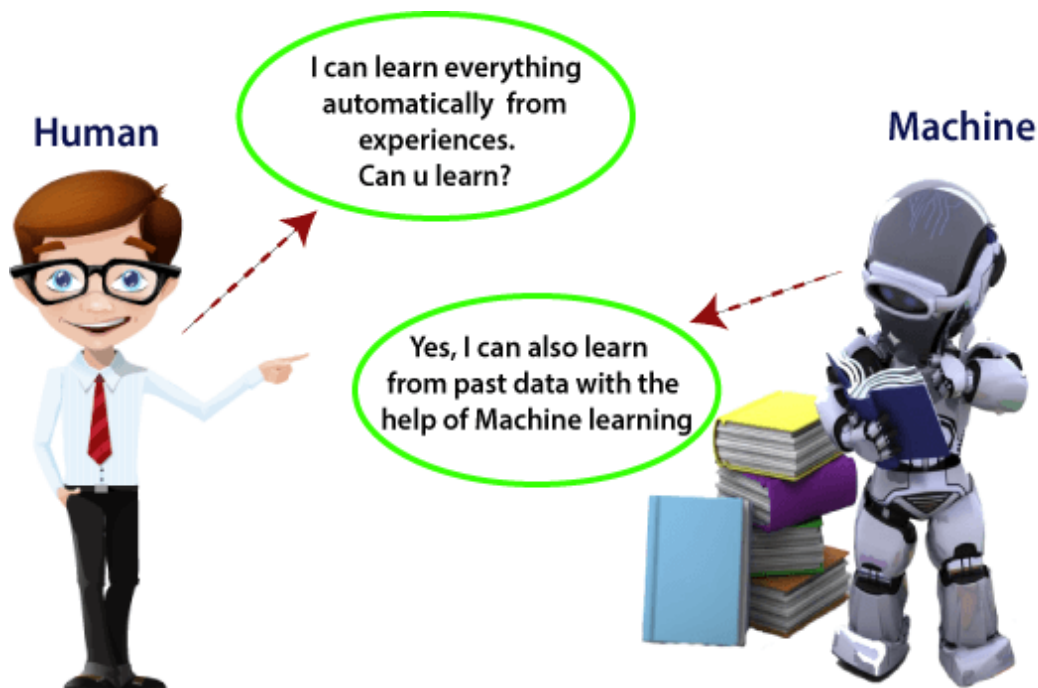 Human
I can learn everything
automatically from
experiences.
Can u learn?
Machine
Yes, I can also learn
from past data with the
help of Machine learning